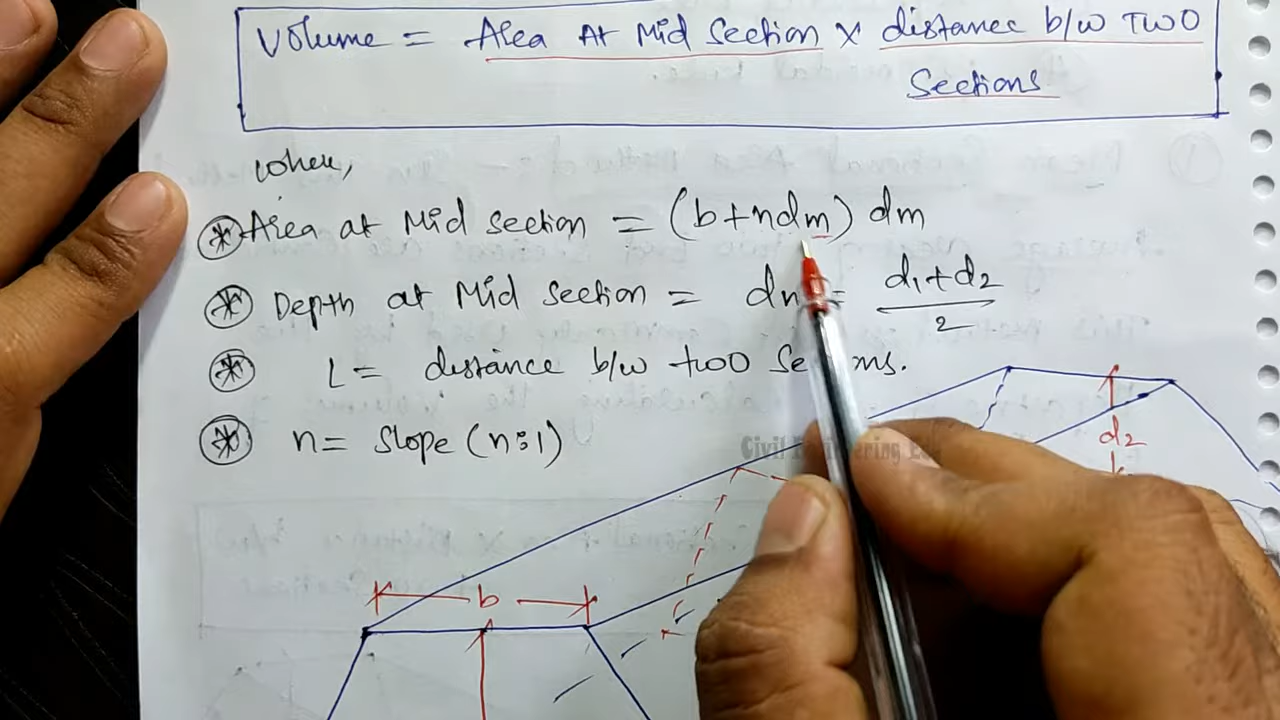 Volume = Area At Mid Section x distance b/w Two
Sections
where,
Area at Mid section = (b+ndm) dm
Depth at Mid Section = dm = d1+d2
2
L = distance b/w two
n = Slope (n:1)
d2
b